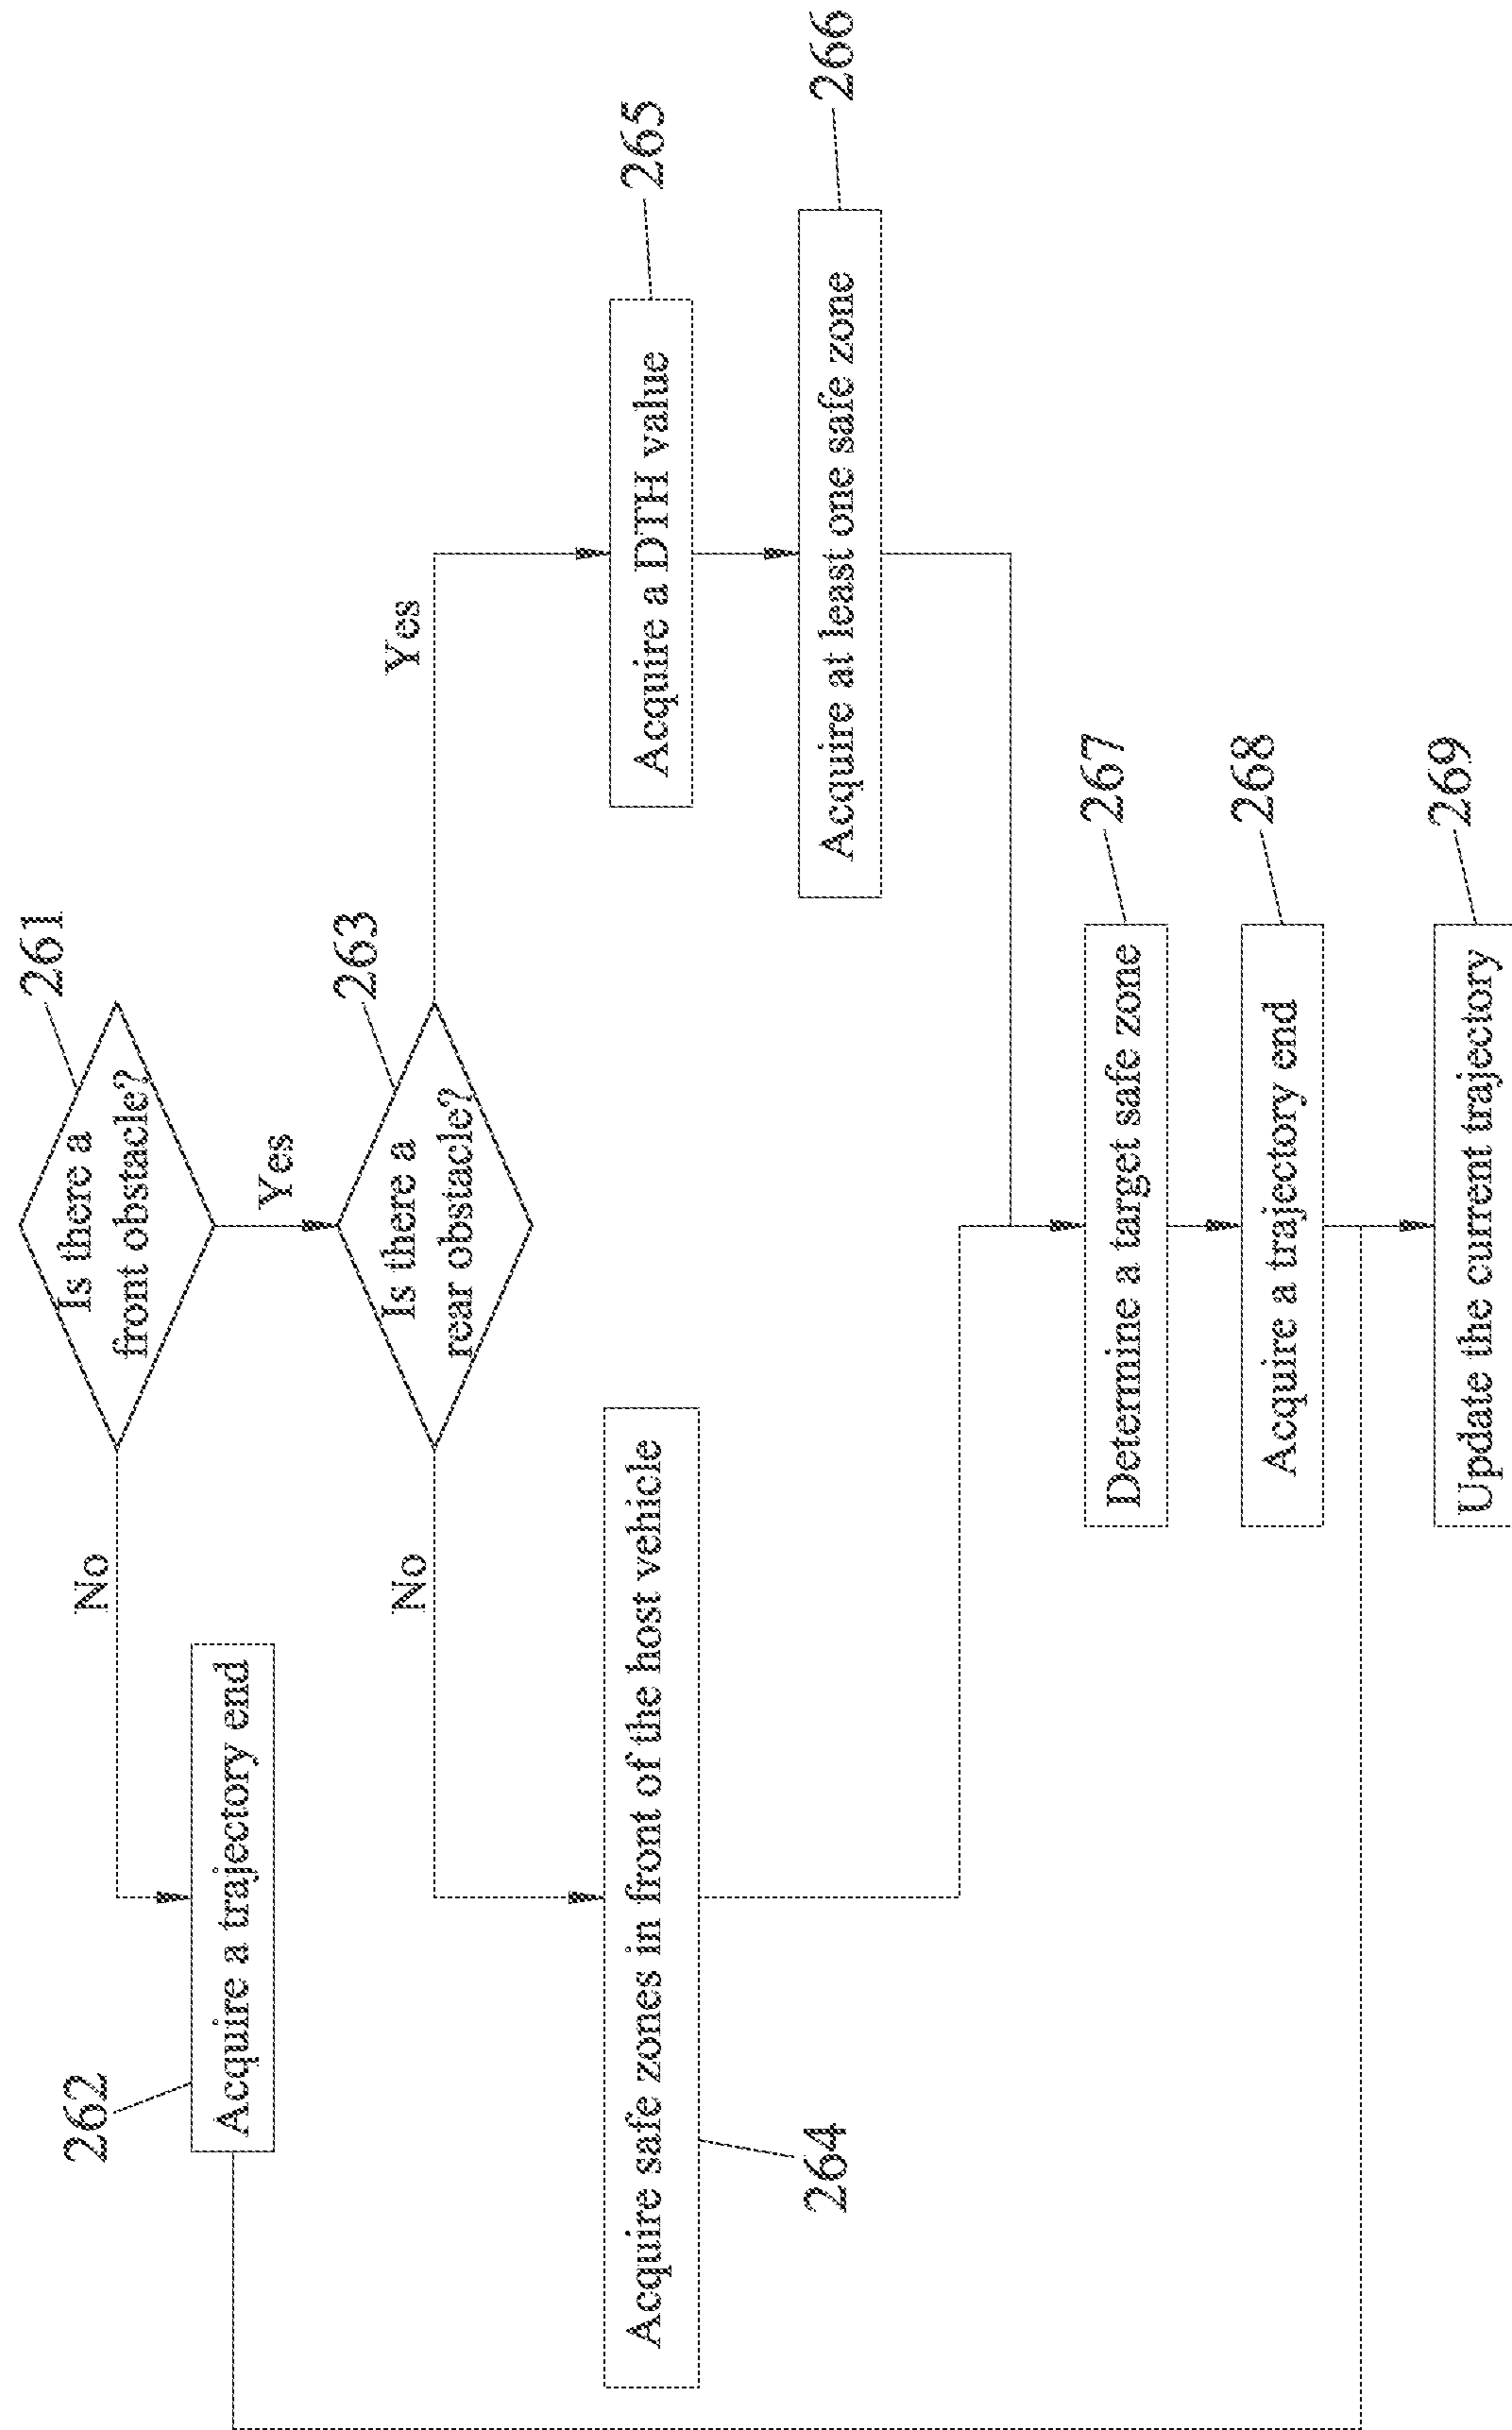 261
Is there a
front obstacle?
No
Yes
262
Acquire a trajectory end
263
Is there a
rear obstacle?
No
Yes
264
Acquire safe zones in front of the host vehicle
265
Acquire a DTH value
266
Acquire at least one safe zone
267
Determine a target safe zone
268
Acquire a trajectory end
269
Update the current trajectory